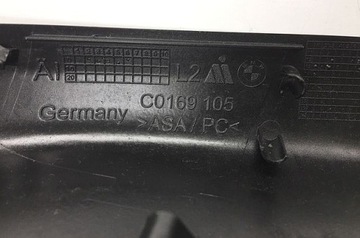 AI L2
C0169 105
Germany >ASA/PC<